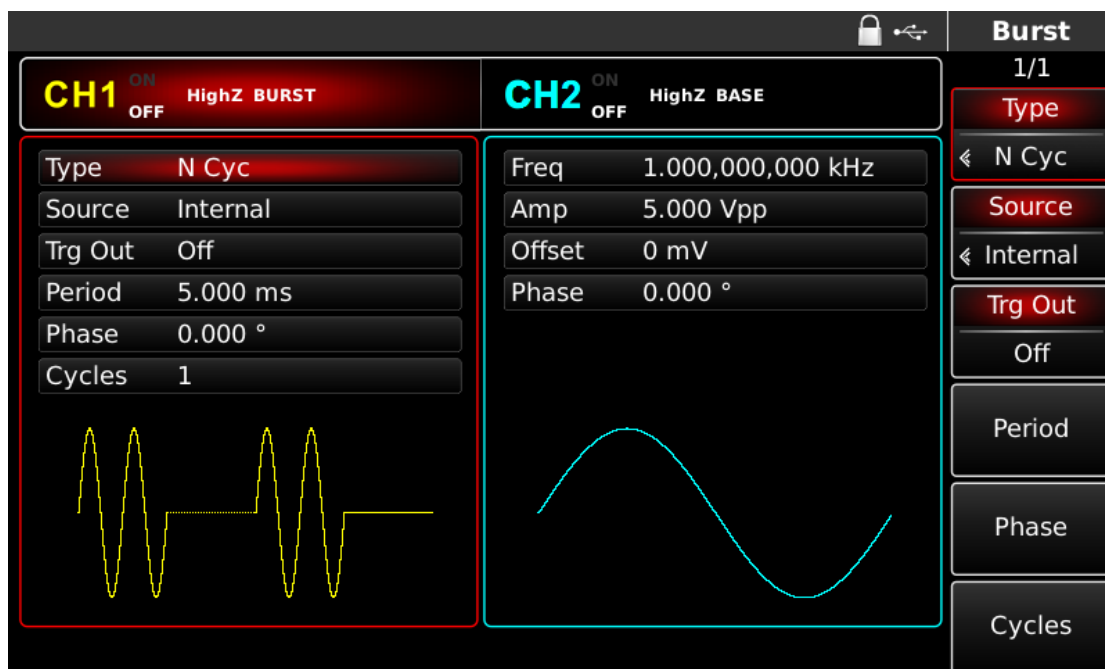 Burst
1/1
CH1 ON OFF HighZ BURST
CH2 ON OFF HighZ BASE
Type N Cyc
Source Internal
Trg Out Off
Period 5.000 ms
Phase 0.000 °
Cycles 1
Freq 1.000,000,000 kHz
Amp 5.000 Vpp
Offset 0 mV
Phase 0.000 °
Type
N Cyc
Source
Internal
Trg Out
Off
Period
Phase
Cycles